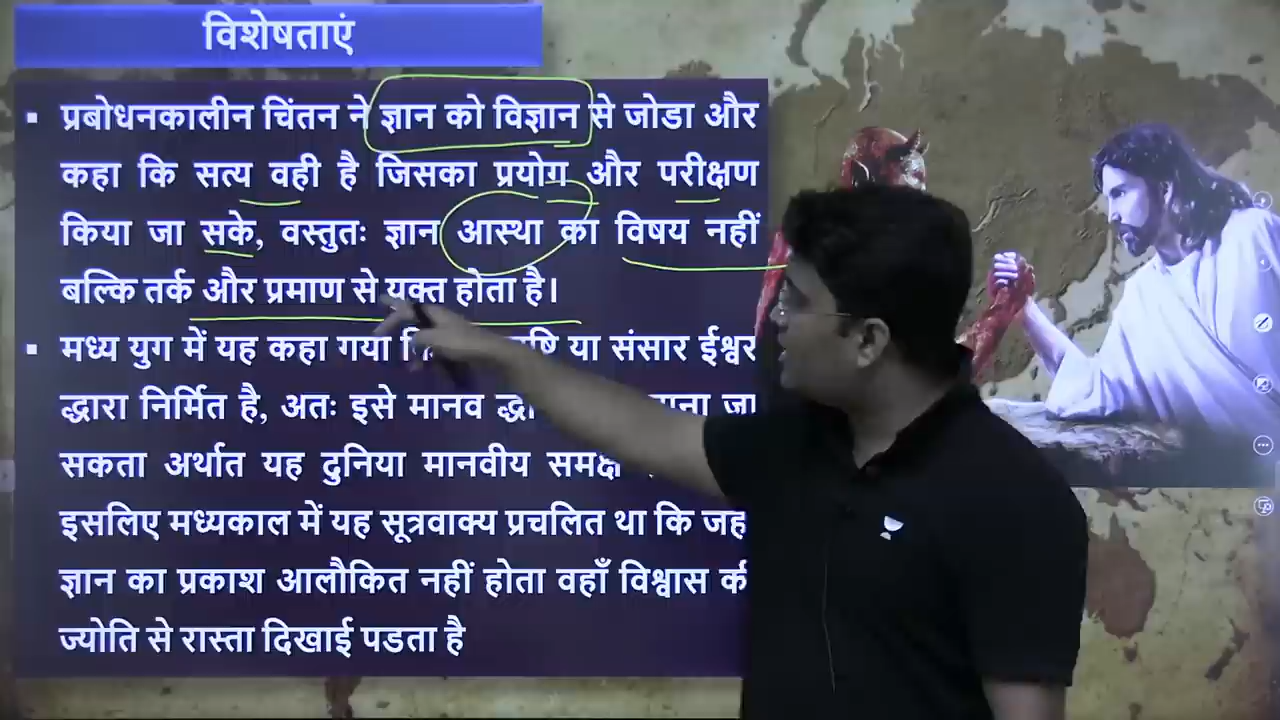 विशेषताएं
प्रबोधनकालीन चिंतन ने ज्ञान को विज्ञान से जोडा और
कहा कि सत्य वही है जिसका प्रयोग और परीक्षण
किया जा सके, वस्तुतः ज्ञान आस्था का विषय नहीं
बल्कि तर्क और प्रमाण से युक्त होता है।
मध्य युग में यह कहा गया या संसार ईश्वर
द्धारा निर्मित है, अतः इसे मानव जा
सकता अर्थात यह दुनिया मानवीय
इसलिए मध्यकाल में यह सूत्रवाक्य प्रचलित था कि
ज्ञान का प्रकाश आलौकित नहीं होता वहाँ विश्वास
ज्योति से रास्ता दिखाई पडता है